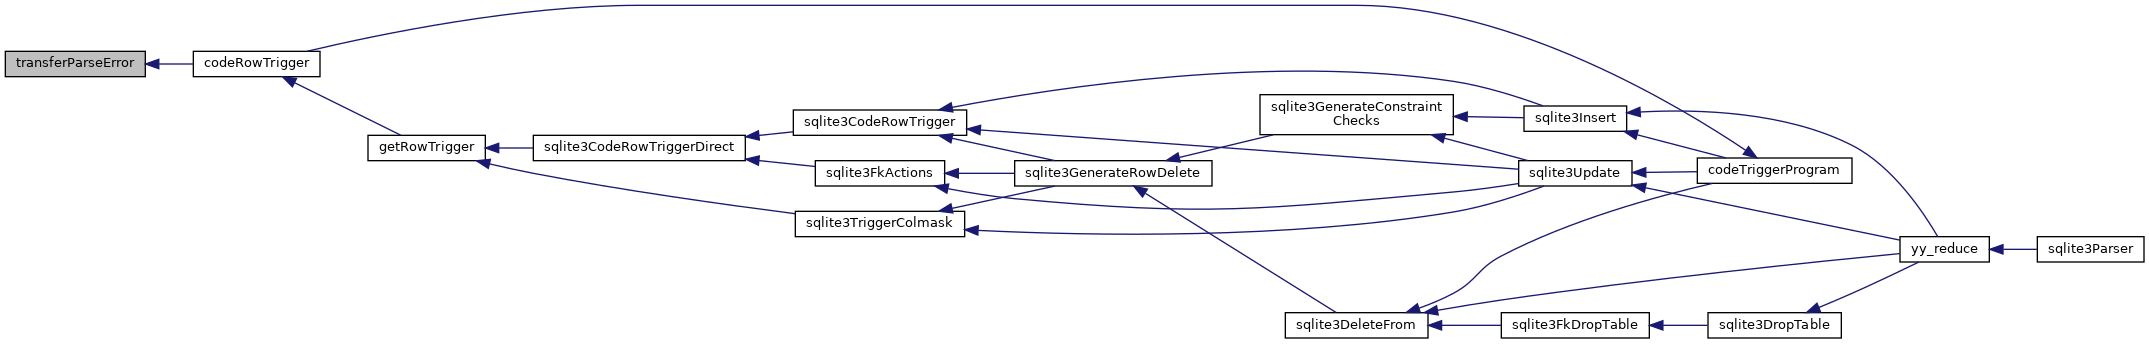 transferParseError
codeRowTrigger
getRowTrigger
sqlite3CodeRowTriggerDirect
sqlite3CodeRowTrigger
sqlite3FkActions
sqlite3TriggerColmask
sqlite3GenerateRowDelete
sqlite3GenerateConstraint
Checks
sqlite3DeleteFrom
sqlite3Insert
sqlite3Update
sqlite3FkDropTable
codeTriggerProgram
sqlite3DropTable
yy_reduce
sqlite3Parser